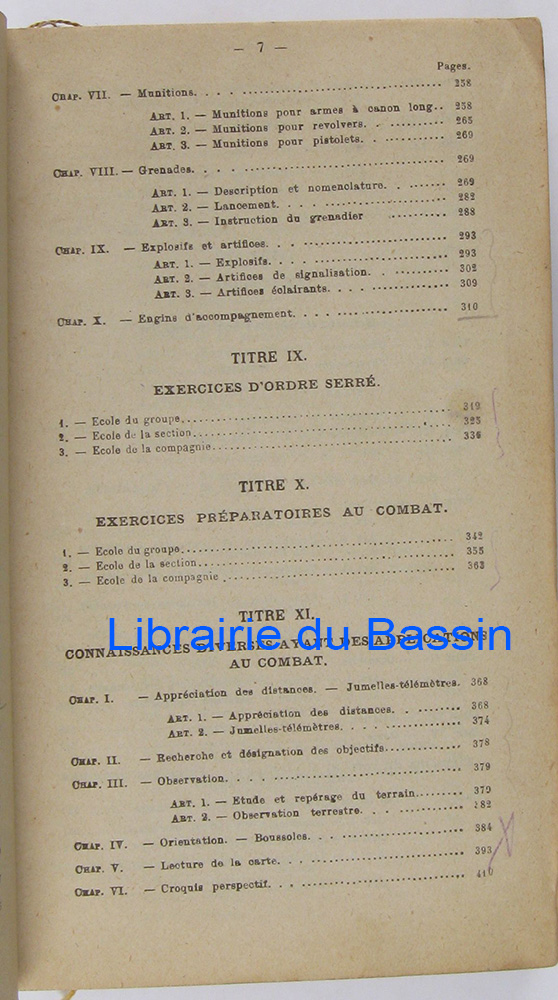 — 7 —
Pages.
CHAP. VII. — Munitions. . . . 258
ART. 1. — Munitions pour armes à canon long.. 258
ART. 2. — Munitions pour revolvers. . 265
ART. 3. — Munitions pour pistolets. . 269
CHAP. VIII. — Grenades. . . . 269
ART. 1. — Description et nomenclature. . 269
ART. 2. — Lancement. . . . 282
ART. 3. — Instruction du grenadier 288
CHAP. IX. — Explosifs et artifices. . . . 293
ART. 1. — Explosifs. . . . 293
ART. 2. — Artifices de signalisation. . 302
ART. 3. — Artifices éclairants. . . . 309
CHAP. X. — Engins d'accompagnement. . . . 310
TITRE IX.
EXERCICES D'ORDRE SERRÉ.
1. — Ecole du groupe. 319
2. — Ecole de la section. 325
3. — Ecole de la compagnie. 336
TITRE X.
EXERCICES PRÉPARATOIRES AU COMBAT.
1. — Ecole du groupe. 342
2. — Ecole de la section. 355
3. — Ecole de la compagnie 363
TITRE XI.
Librairie du Bassin
CONNAISSANCES DIVERSES AYANT DES APPLICATIONS
AU COMBAT.
CHAP. I. — Appréciation des distances. — Jumelles-télémètres. 368
ART. 1. — Appréciation des distances. . 368
ART. 2. — Jumelles-télémètres. . . . 374
CHAP. II. — Recherche et désignation des objectifs. 378
CHAP. III. — Observation. . . . 379
ART. 1. — Etude et repérage du terrain. 379
ART. 2. — Observation terrestre. . . . 382
CHAP. IV. — Orientation. — Boussoles. . . . 384
CHAP. V. — Lecture de la carte. . . . 393
CHAP. VI. — Croquis perspectif. . . . 410